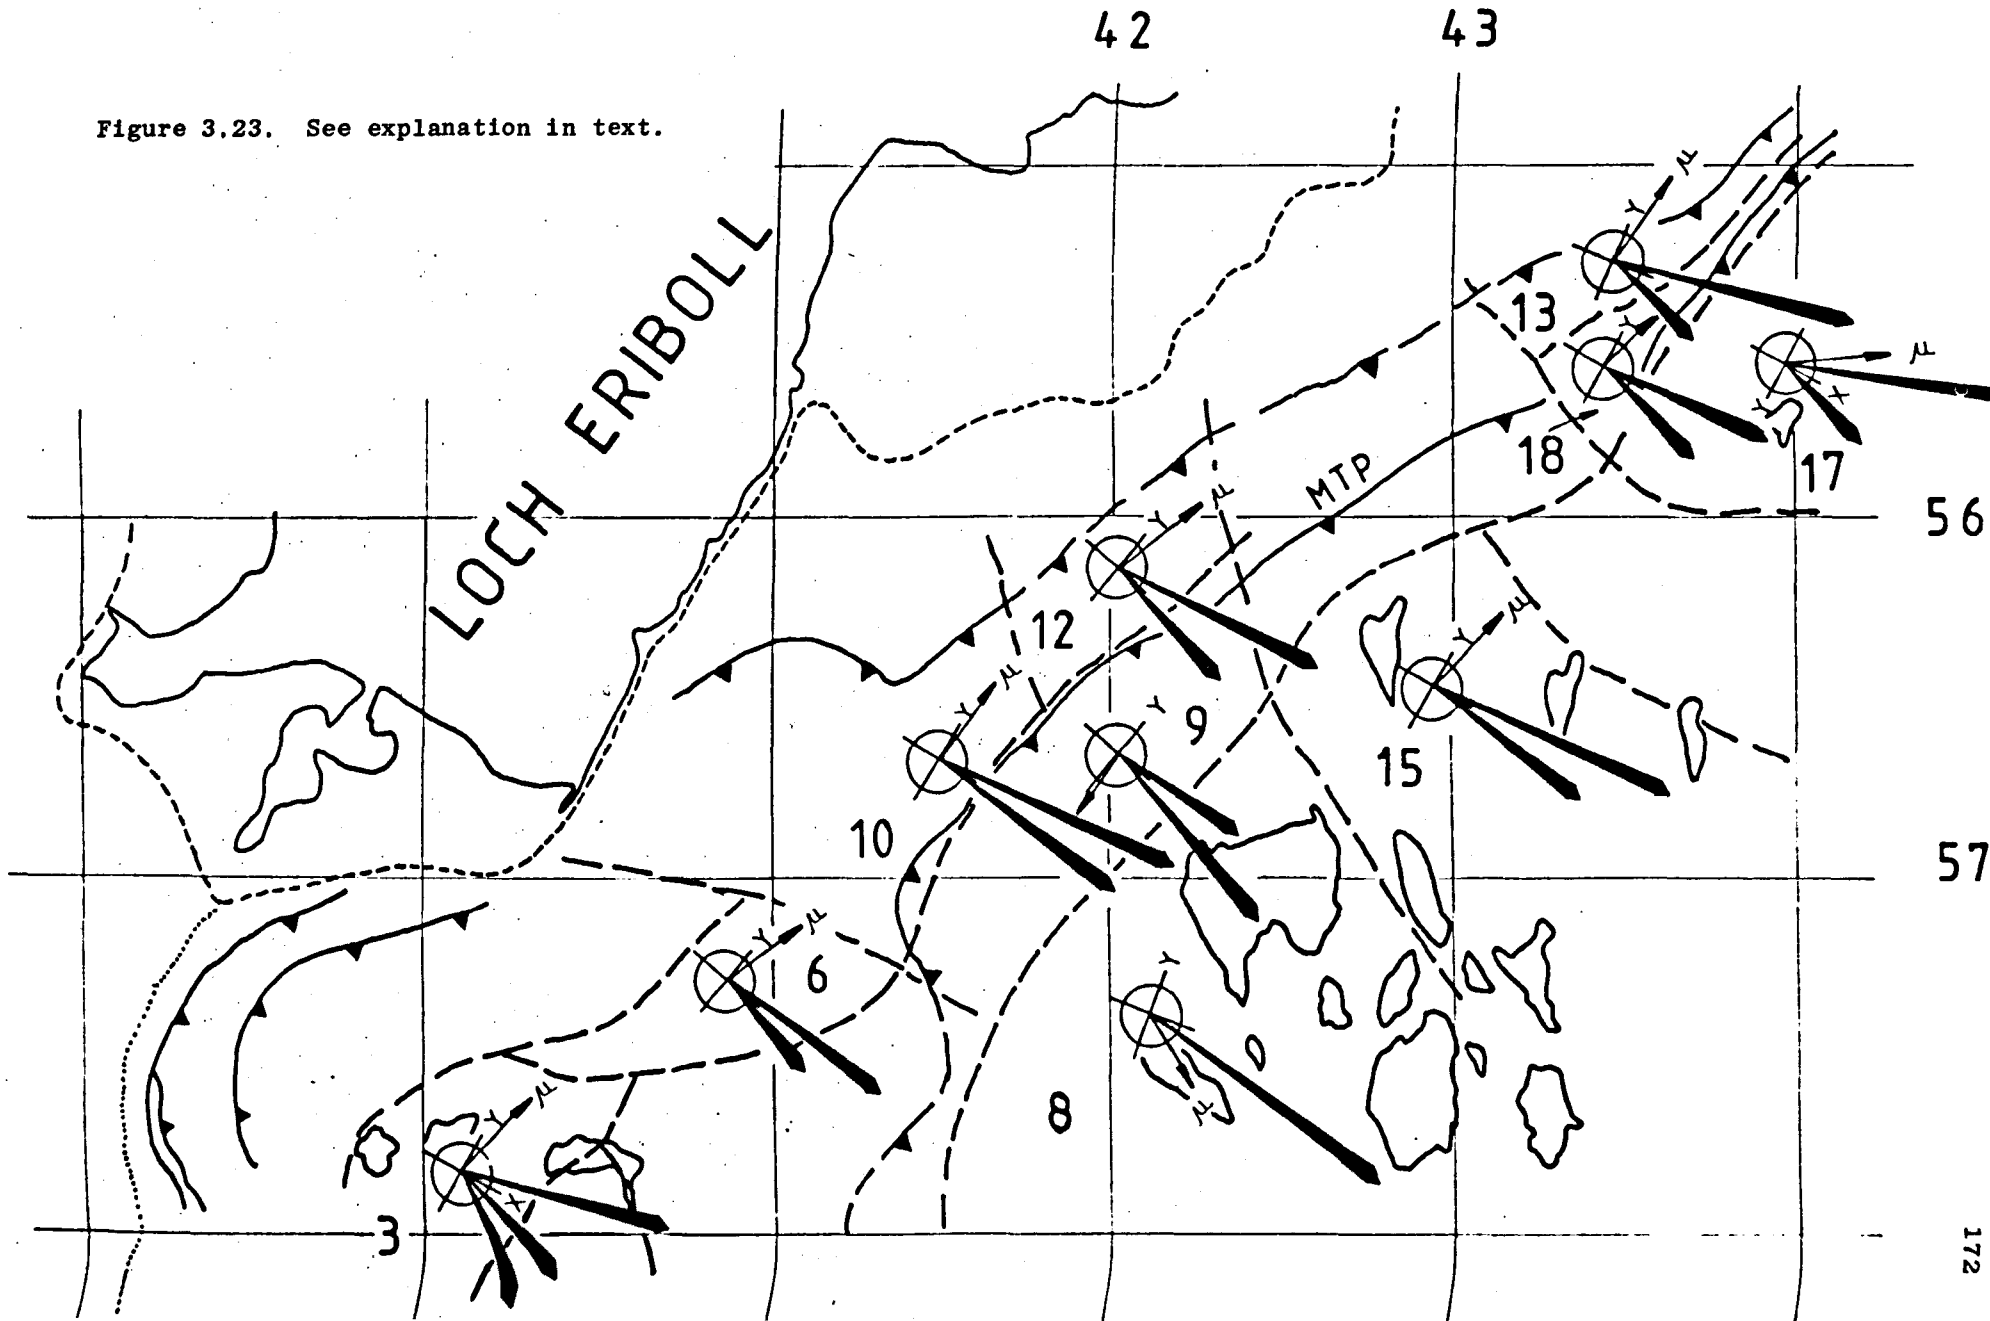 42 43
Figure 3.23. See explanation in text.
LOCH ERIBOLL
MTP
56
57
172
μ
Y
13
Y
μ
X
Y
18
17
μ
Y
12
μ
Y
μ
Y
10
Y
9
15
μ
Y
6
Y
μ
8
μ
Y
X
3